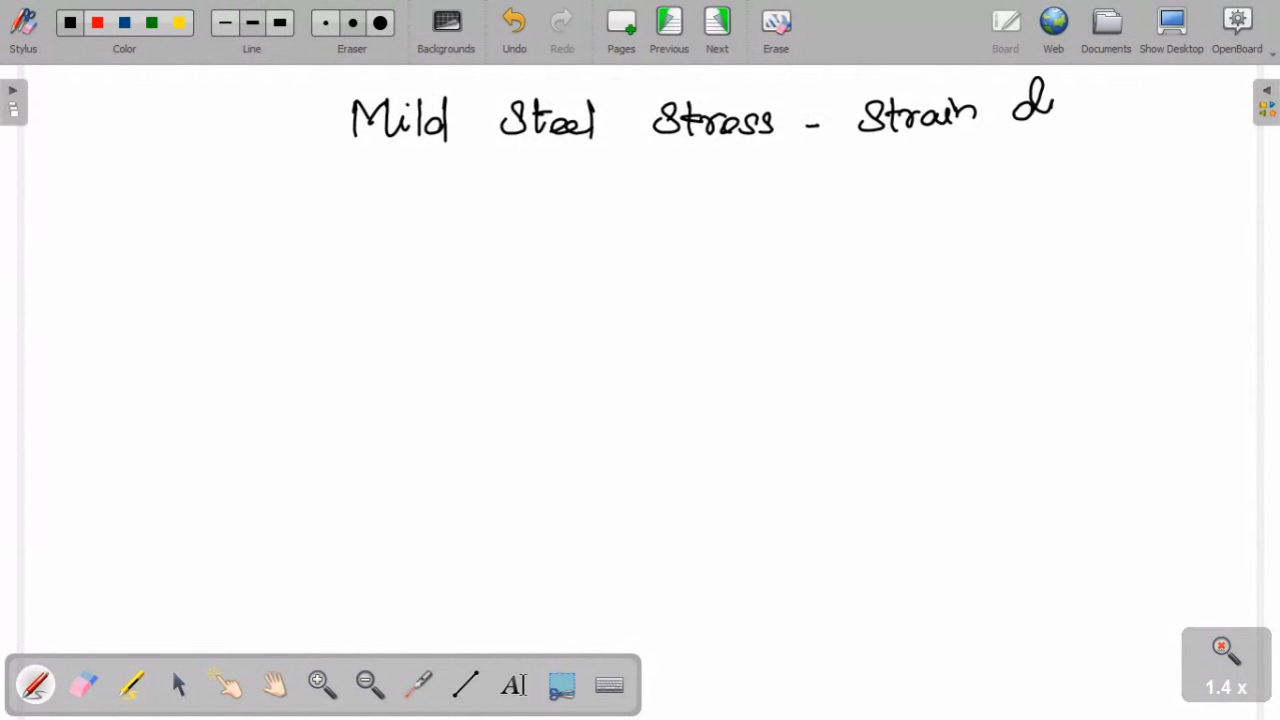 Stylus Color Line Eraser Backgrounds Undo Redo Pages Previous Next Erase Board Web Documents Show Desktop OpenBoard
Mild Steel Stress - Strain d
AI
1.4 x